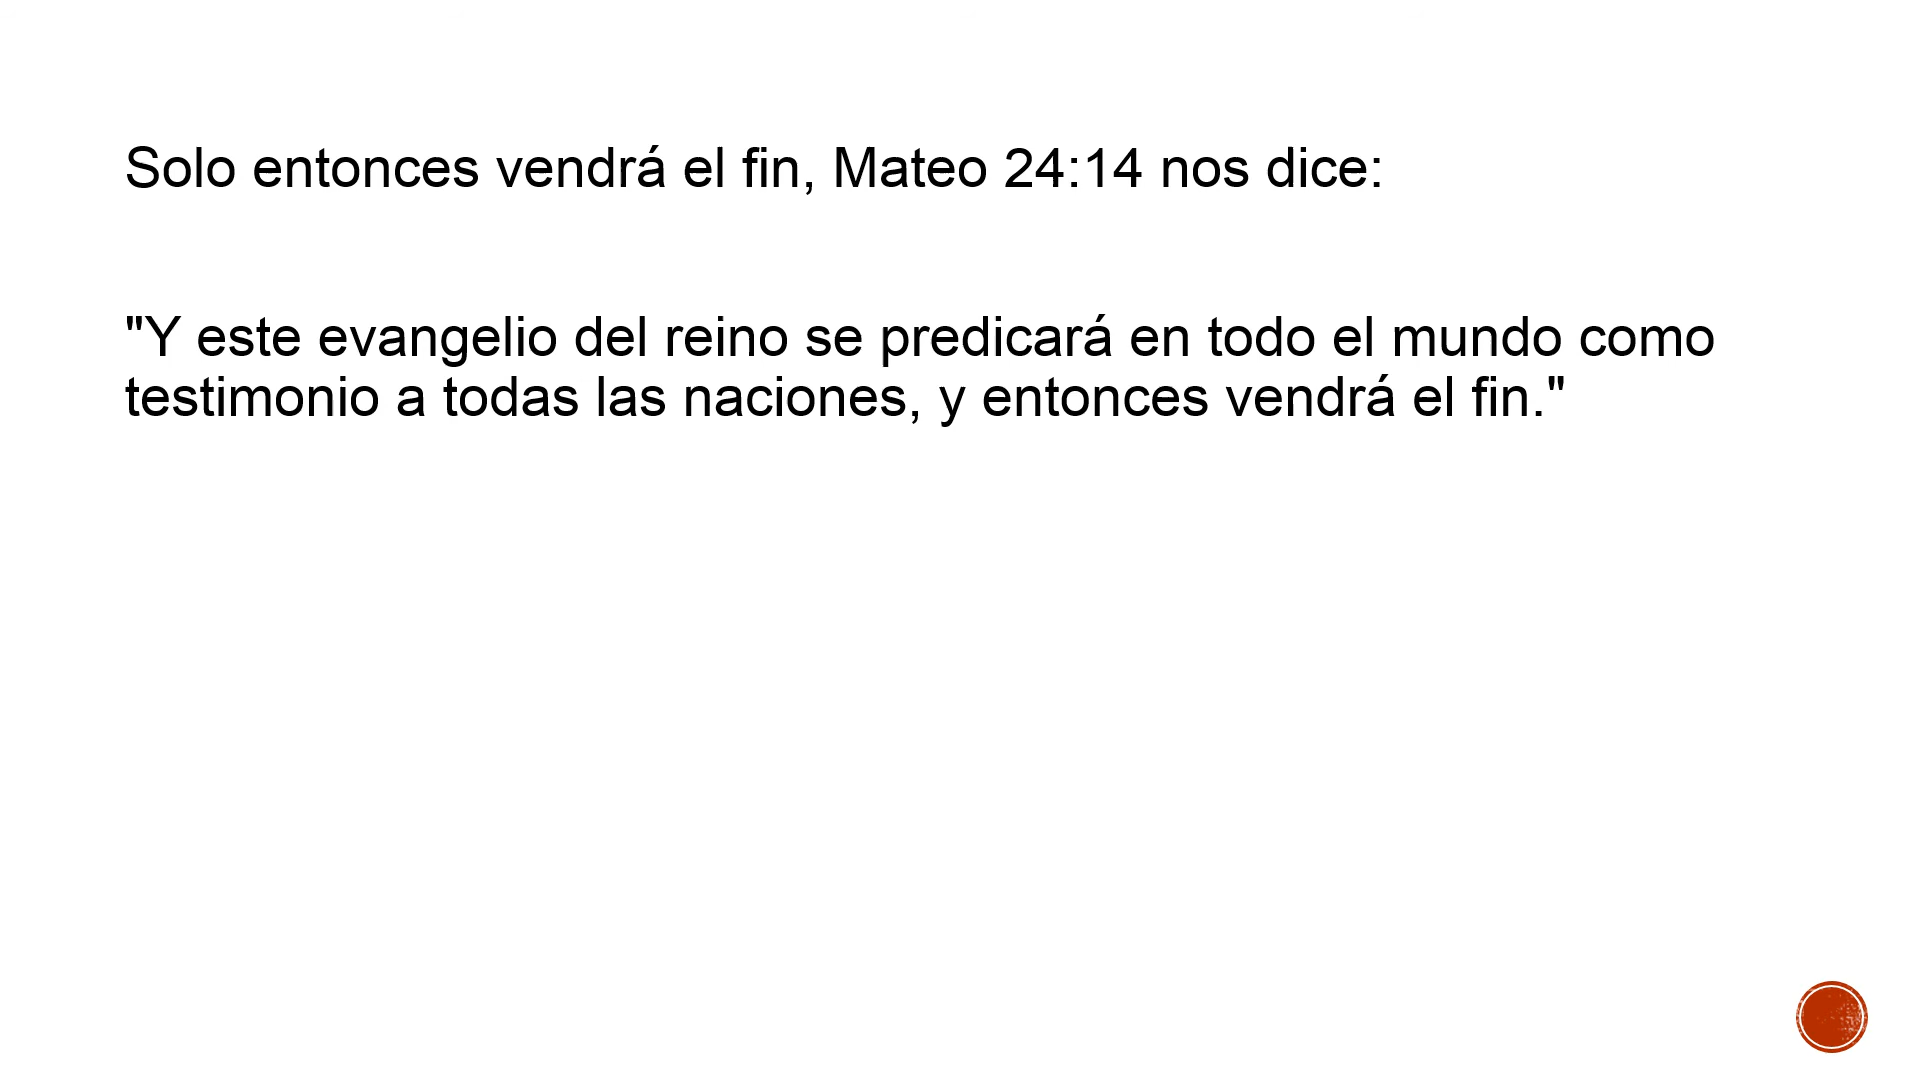 Solo entonces vendrá el fin, Mateo 24:14 nos dice:
"Y este evangelio del reino se predicará en todo el mundo como
testimonio a todas las naciones, y entonces vendrá el fin."